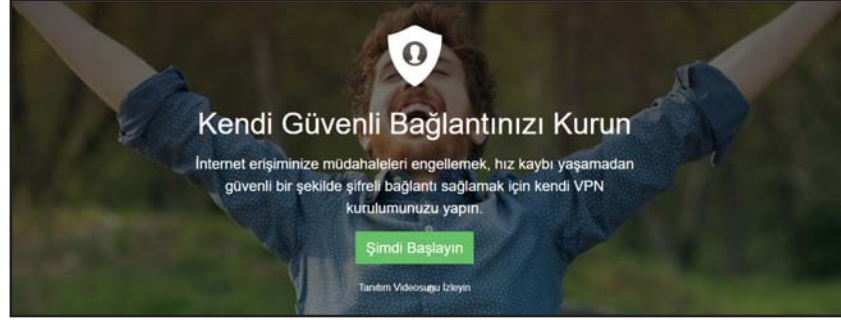 Kendi Güvenli Bağlantınızı Kurun
İnternet erişiminize müdahaleleri engellemek, hız kaybı yaşamadan
güvenli bir şekilde şifreli bağlantı sağlamak için kendi VPN
kurulumunuzu yapın.
Şimdi Başlayın
Tanıtım Videosunu İzleyin